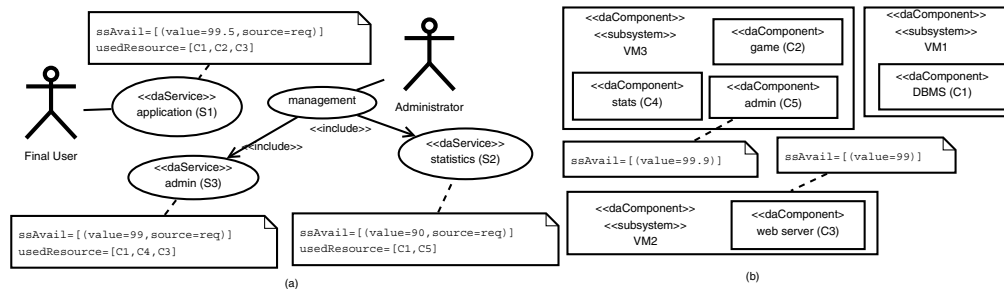 ssAvail=[(value=99.5,source=req)]
usedResource=[C1,C2,C3]
Final User
<<daService>>
application (S1)
management
Administrator
<<include>>
<<include>>
<<daService>>
statistics (S2)
<<daService>>
admin (S3)
ssAvail=[(value=99,source=req)]
usedResource=[C1,C4,C3]
ssAvail=[(value=90,source=req)]
usedResource=[C1,C5]
(a)
<<daComponent>>
<<subsystem>>
VM3
<<daComponent>
game (C2)
<<daComponent>
stats (C4)
<<daComponent>
admin (C5)
<<daComponent>>
<<subsystem>>
VM1
<<daComponent>
DBMS (C1)
ssAvail=[(value=99.9)]
ssAvail=[(value=99)]
<<daComponent>>
<<subsystem>>
VM2
<<daComponent>
web server (C3)
(b)